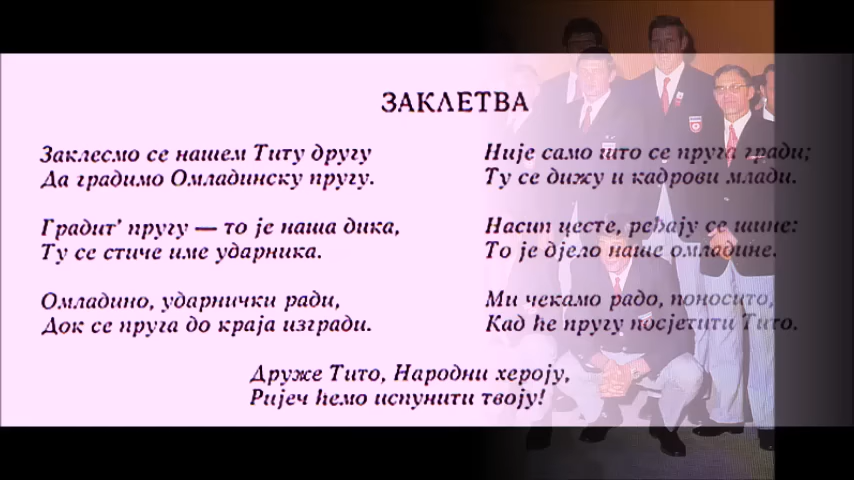 ЗАКЛЕТВА
Заклесмо се нашем Титу другу
Да градимо Омладинску пругу.
Градит' пругу — то је наша дика,
Ту се стиче име ударника.
Омладино, ударнички ради,
Док се пруга до краја изгради.
Није само што се пруга гради;
Ту се дижу и кадрови млади.
Насип цесте, ређају се шине:
То је дјело наше омладине.
Ми чекамо радо, поносито,
Кад ће пругу посјетити Тито.
Друже Тито, Народни хероју,
Ријеч ћемо испунити твоју!